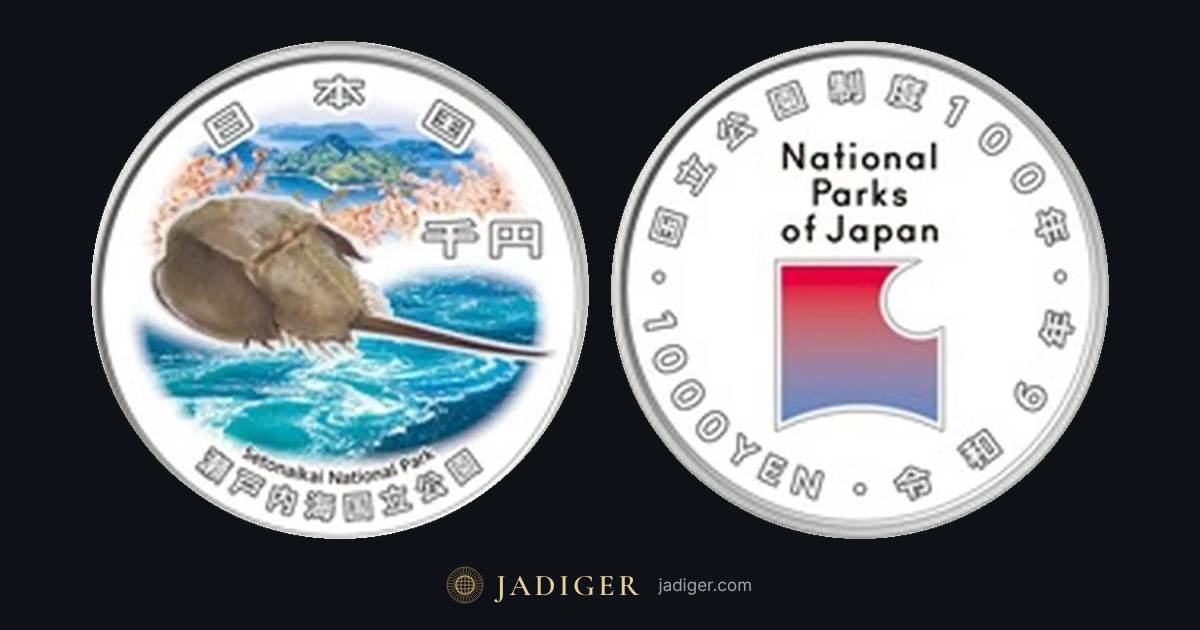 日本国
千円
Setonaikai National Park
瀬戸内海国立公園
国立公園制度100年
National
Parks
of Japan
1000YEN・令和6年
JADIGER
jadiger.com